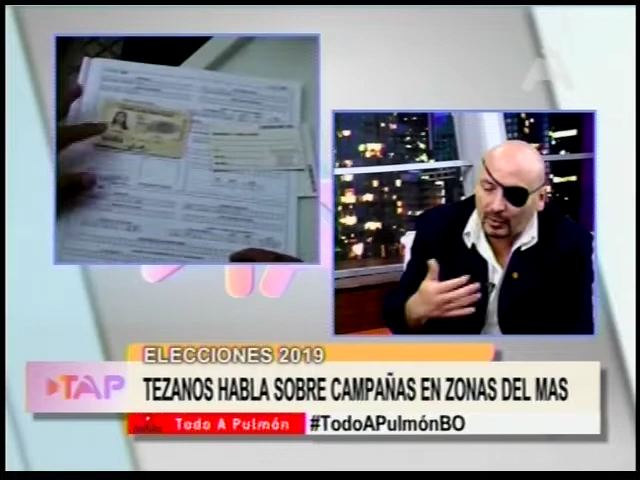 ELECCIONES 2019
TAP
TEZANOS HABLA SOBRE CAMPAÑAS EN ZONAS DEL MAS
Todo A Pulmón
#TodoAPulmónBO